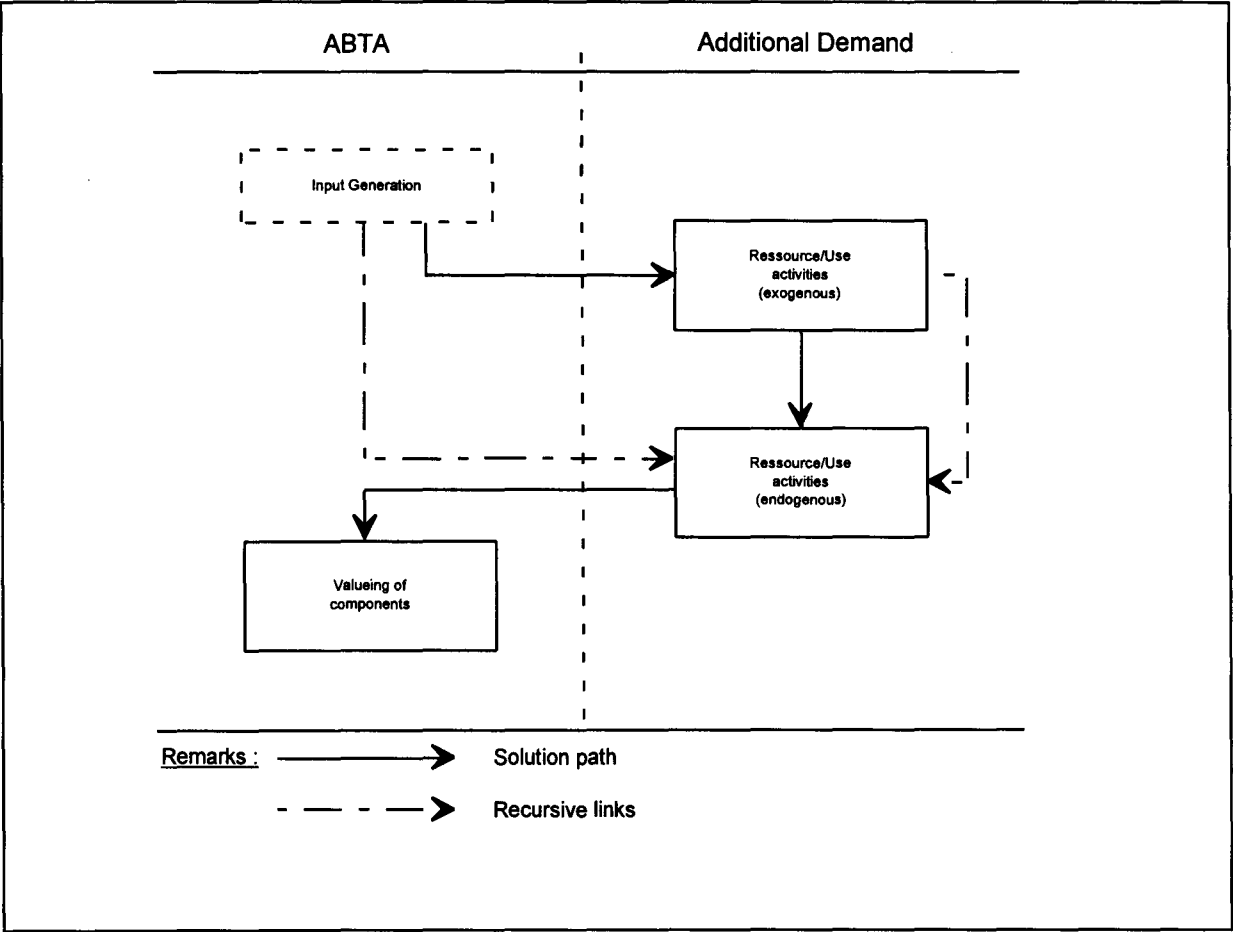 ABTA
Additional Demand
Input Generation
Ressource/Use
activities
(exogenous)
Ressource/Use
activities
(endogenous)
Valueing of
components
Remarks :
Solution path
Recursive links